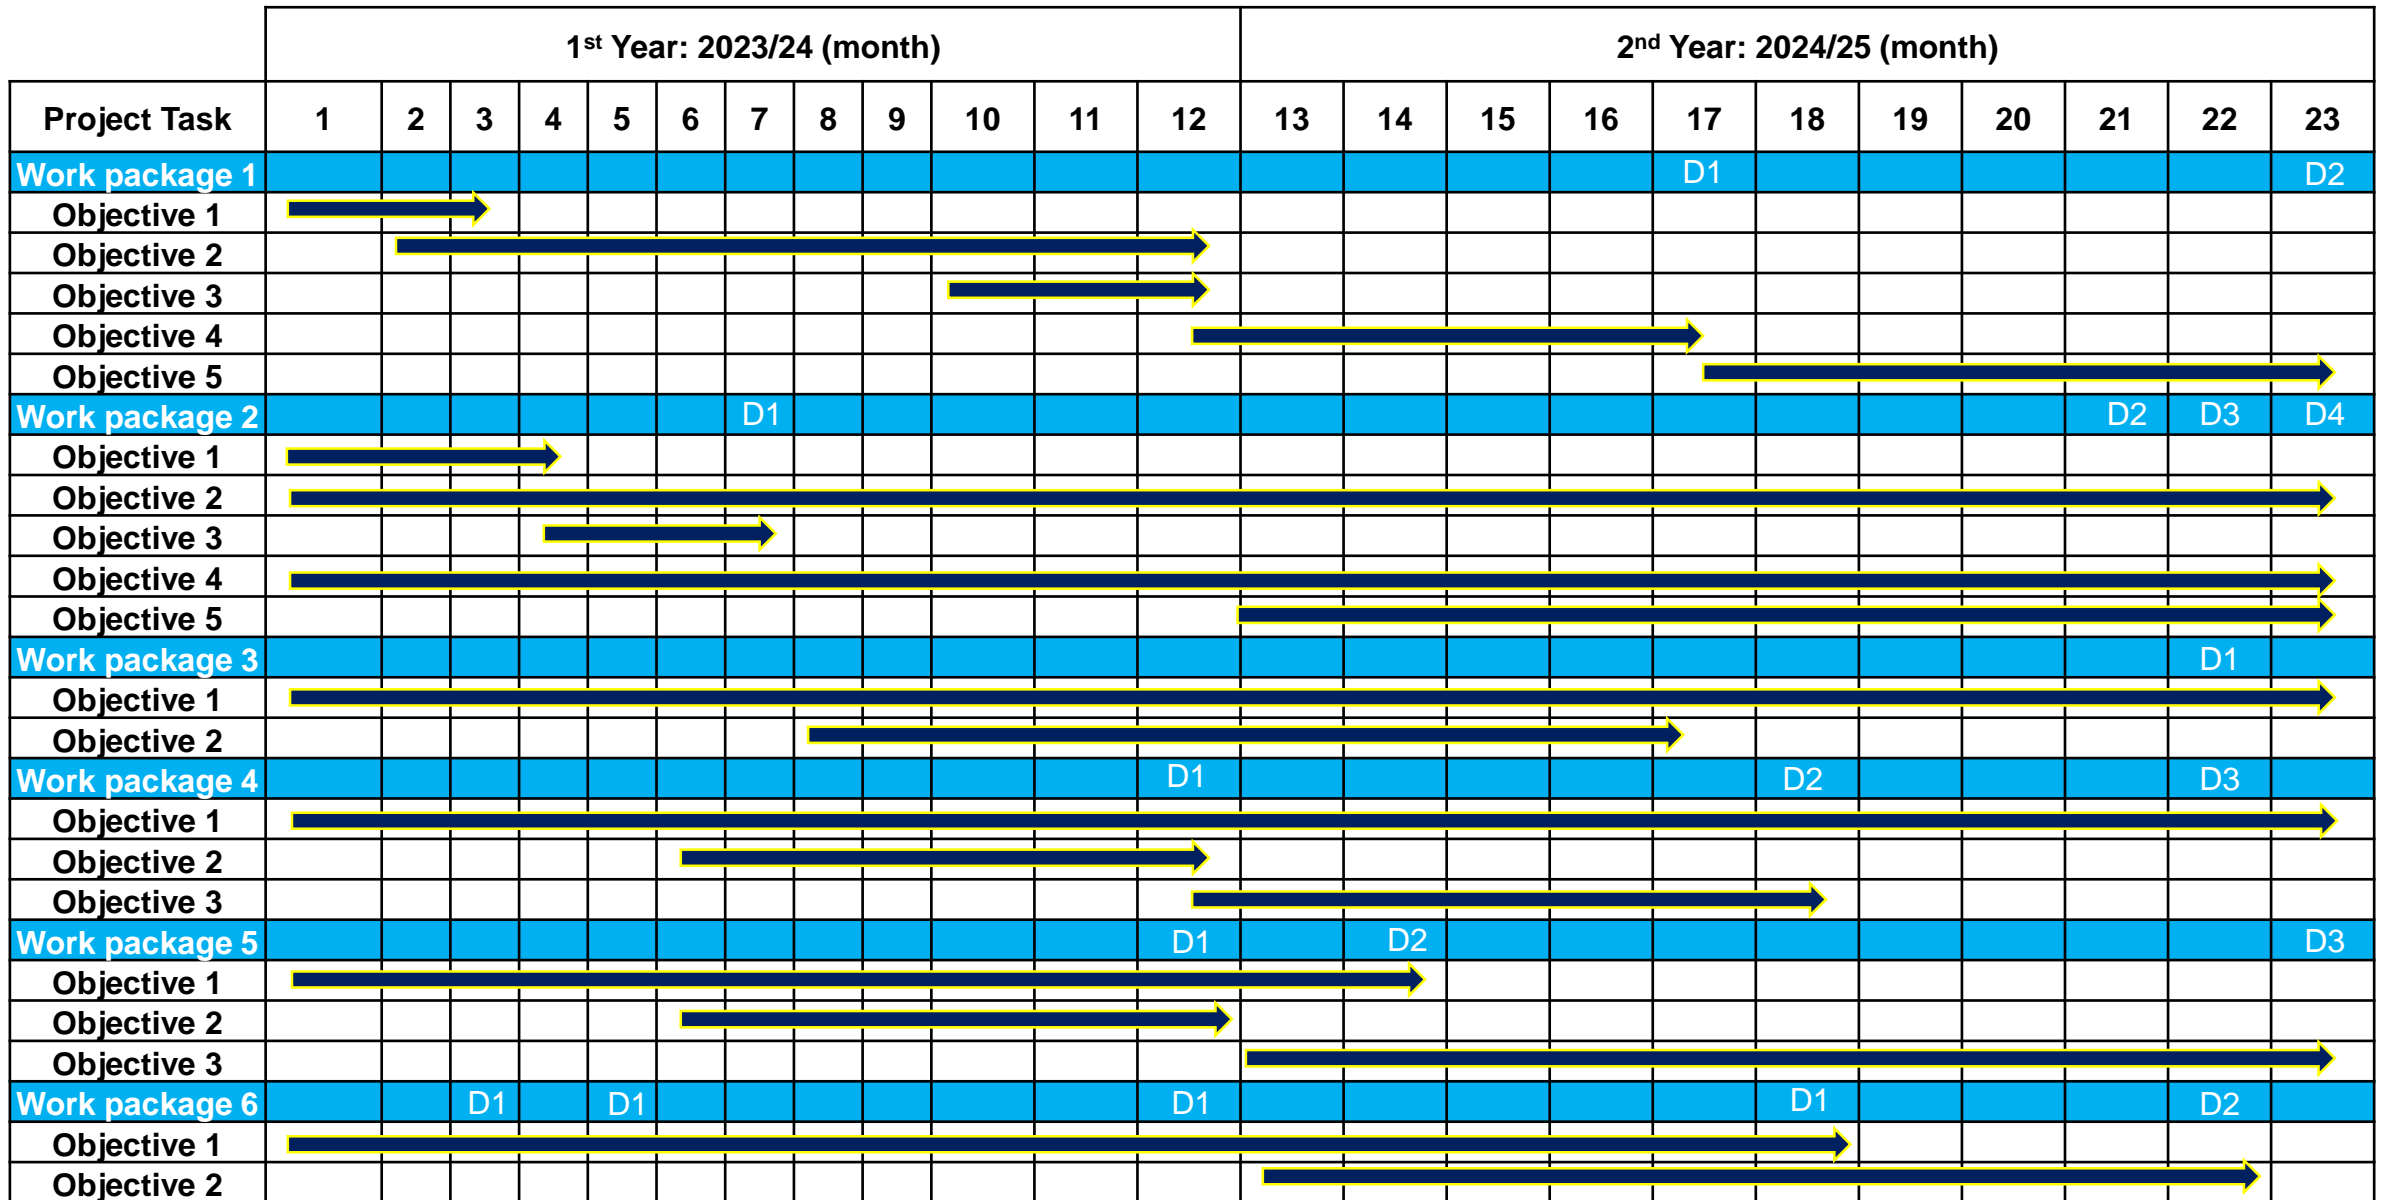 1st Year: 2023/24 (month) 2nd Year: 2024/25 (month)
Project Task 1 2 3 4 5 6 7 8 9 10 11 12 13 14 15 16 17 18 19 20 21 22 23
Work package 1 D1 D2
Objective 1
Objective 2
Objective 3
Objective 4
Objective 5
Work package 2 D1 D2 D3 D4
Objective 1
Objective 2
Objective 3
Objective 4
Objective 5
Work package 3 D1
Objective 1
Objective 2
Work package 4 D1 D2 D3
Objective 1
Objective 2
Objective 3
Work package 5 D1 D2 D3
Objective 1
Objective 2
Objective 3
Work package 6 D1 D1 D1 D1 D2
Objective 1
Objective 2